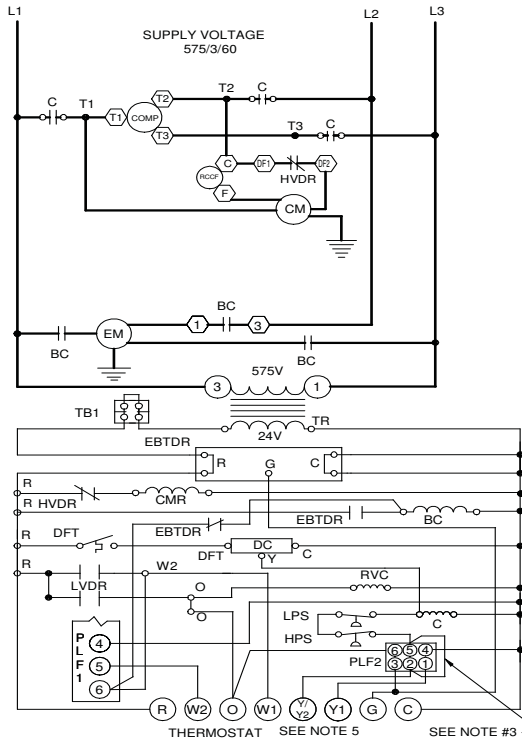 L1 L2 L3
SUPPLY VOLTAGE
575/3/60
C T1 T1 COMP T2 T2 C
T3 T3 C
C DF1 HVDR DF2
RCCF F CM
BC EM 1 BC 3
BC
575V
3 1
TB1 TR
24V
EBTDR
R G C
R HVDR CMR
R EBTDR EBTDR BC
R DFT DFT DC Y C
R LVDR W2 O O RVC
LPS C
HPS
PLF1 4 5 6
6 5 4
PLF2 3 2 1
R W2 O W1 Y/Y2 Y1 G C
THERMOSTAT SEE NOTE 5 SEE NOTE #3